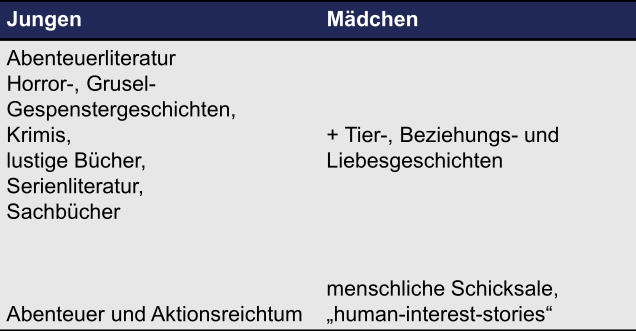 Jungen
Mädchen
Abenteuerliteratur
Horror-, Grusel-
Gespenstergeschichten,
Krimis,
lustige Bücher,
Serienliteratur,
Sachbücher
+ Tier-, Beziehungs- und
Liebesgeschichten
Abenteuer und Aktionsreichtum
menschliche Schicksale,
„human-interest-stories“